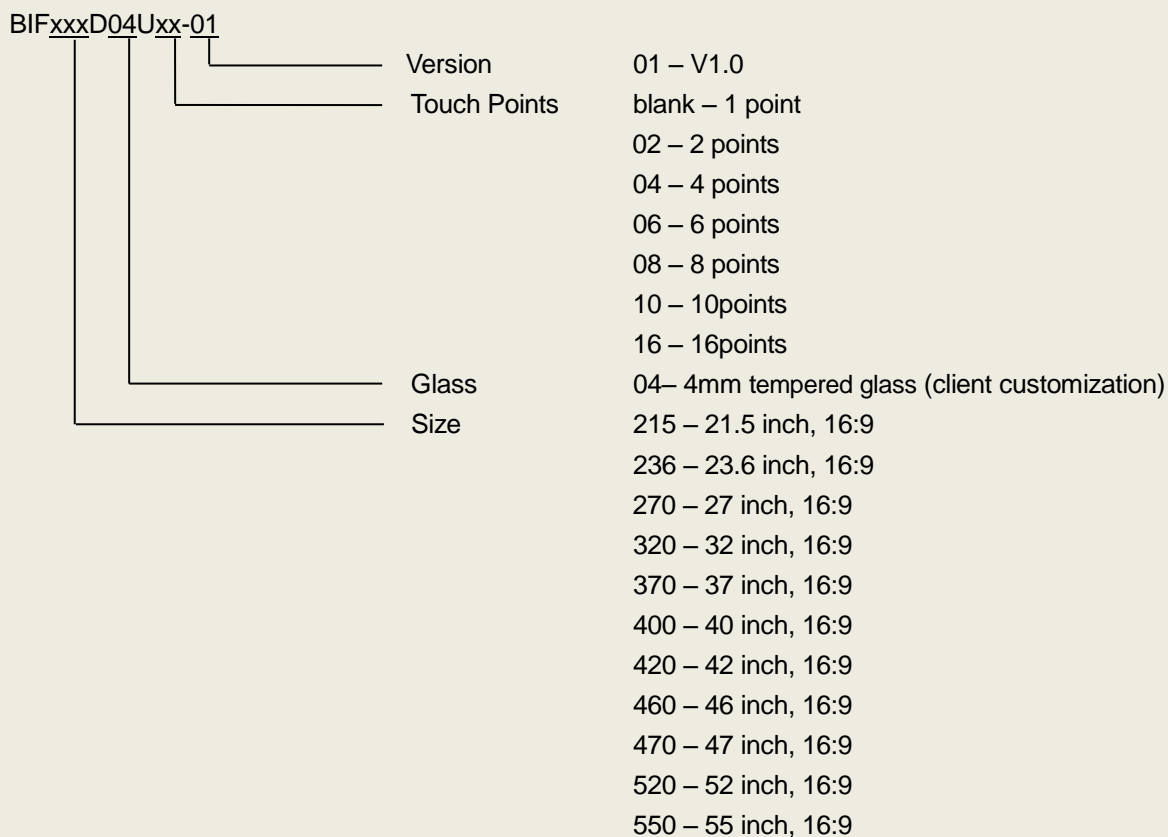 BIFxxxD04Uxx-01
Version 01 – V1.0
Touch Points blank – 1 point
02 – 2 points
04 – 4 points
06 – 6 points
08 – 8 points
10 – 10points
16 – 16points
Glass 04– 4mm tempered glass (client customization)
Size 215 – 21.5 inch, 16:9
236 – 23.6 inch, 16:9
270 – 27 inch, 16:9
320 – 32 inch, 16:9
370 – 37 inch, 16:9
400 – 40 inch, 16:9
420 – 42 inch, 16:9
460 – 46 inch, 16:9
470 – 47 inch, 16:9
520 – 52 inch, 16:9
550 – 55 inch, 16:9